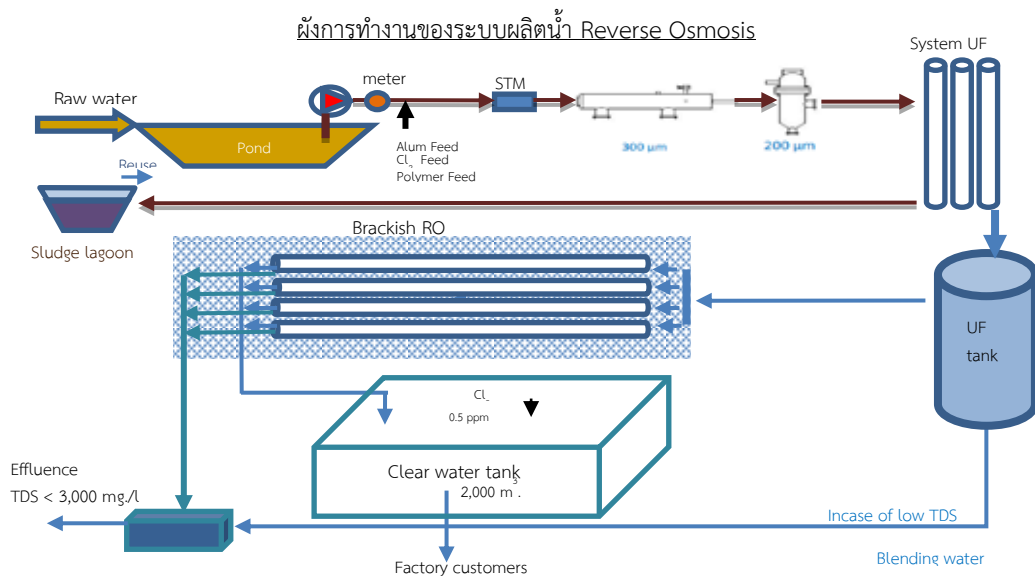 ผังการทำงานของระบบผลิตน้ำ Reverse Osmosis
System UF
meter
STM
Raw water
Pond
Alum Feed
Cl₂ Feed
Polymer Feed
300 µm
200 µm
Reuse
Sludge lagoon
Brackish RO
UF
tank
Cl₂
0.5 ppm
Clear water tank
2,000 m³.
Effluence
TDS < 3,000 mg./l
Incase of low TDS
Blending water
Factory customers